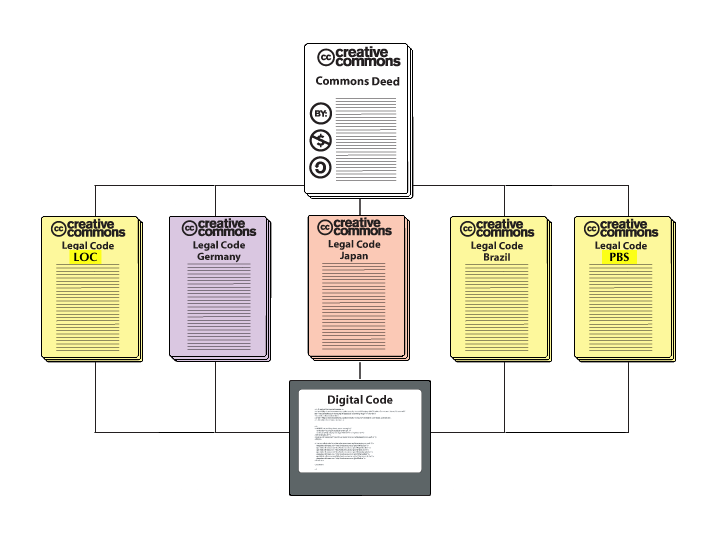 cc creative
commons
Commons Deed
BY:
$
cc creative
commons
Legal Code
LOC
cc creative
commons
Legal Code
Germany
cc creative
commons
Legal Code
Japan
cc creative
commons
Legal Code
Brazil
cc creative
commons
Legal Code
PBS
Digital Code